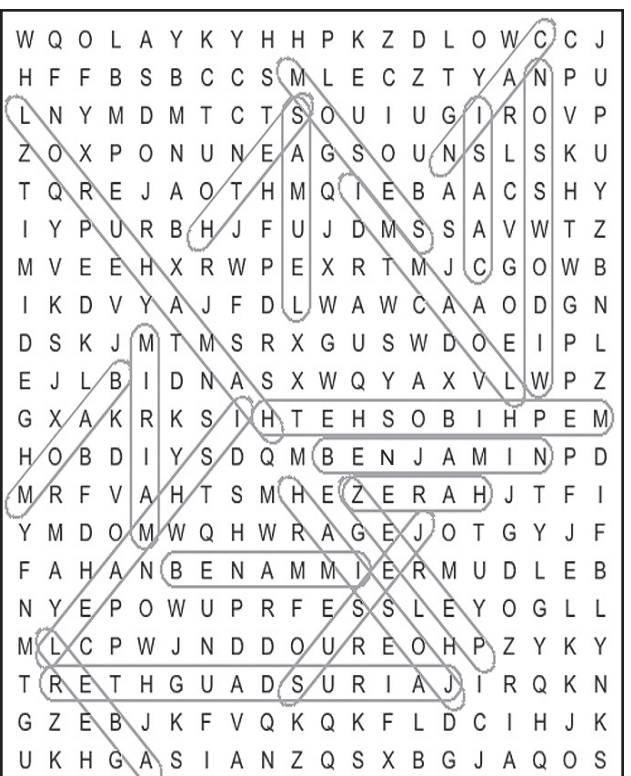 W Q O L A Y K Y H H P K Z D L O W C C J
H F F B S B C C S M L E C Z T Y A N P U
L N Y M D M T C T S O U I U G I R O V P
Z O X P O N U N E A G S O U N S L S K U
T Q R E J A O T H M Q I E B A A C S H Y
I Y P U R B H J F U J D M S S A V W T Z
M V E E H X R W P E X R T M J C G O W B
I K D V Y A J F D L W A W C A A O D G N
D S K J M T M S R X G U S W D O E I P L
E J L B I D N A S X W Q Y A X V L W P Z
G X A K R K S I H T E H S O B I H P E M
H O B D I Y S D Q M B E N J A M I N P D
M R F V A H T S M H E Z E R A H J T F I
Y M D O M W Q H W R A G E J O T G Y J F
F A H A N B E N A M M I E R M U D L E B
N Y E P O W U P R F E S S L E Y O G L L
M L C P W J N D D O U R E O H P Z Y K Y
T R E T H G U A D S U R I A J I R Q K N
G Z E B J K F V Q K Q K F L D C I H J K
U K H G A S I A N Z Q S X B G J A Q O S